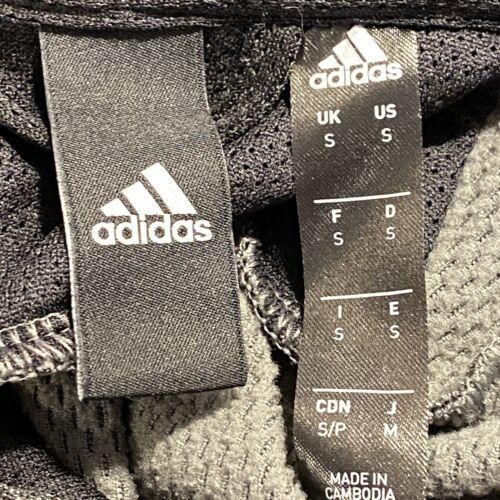 adidas
adidas
UK US
S S
F D
S S
I E
S S
CDN J
S/P M
MADE IN
CAMBODIA